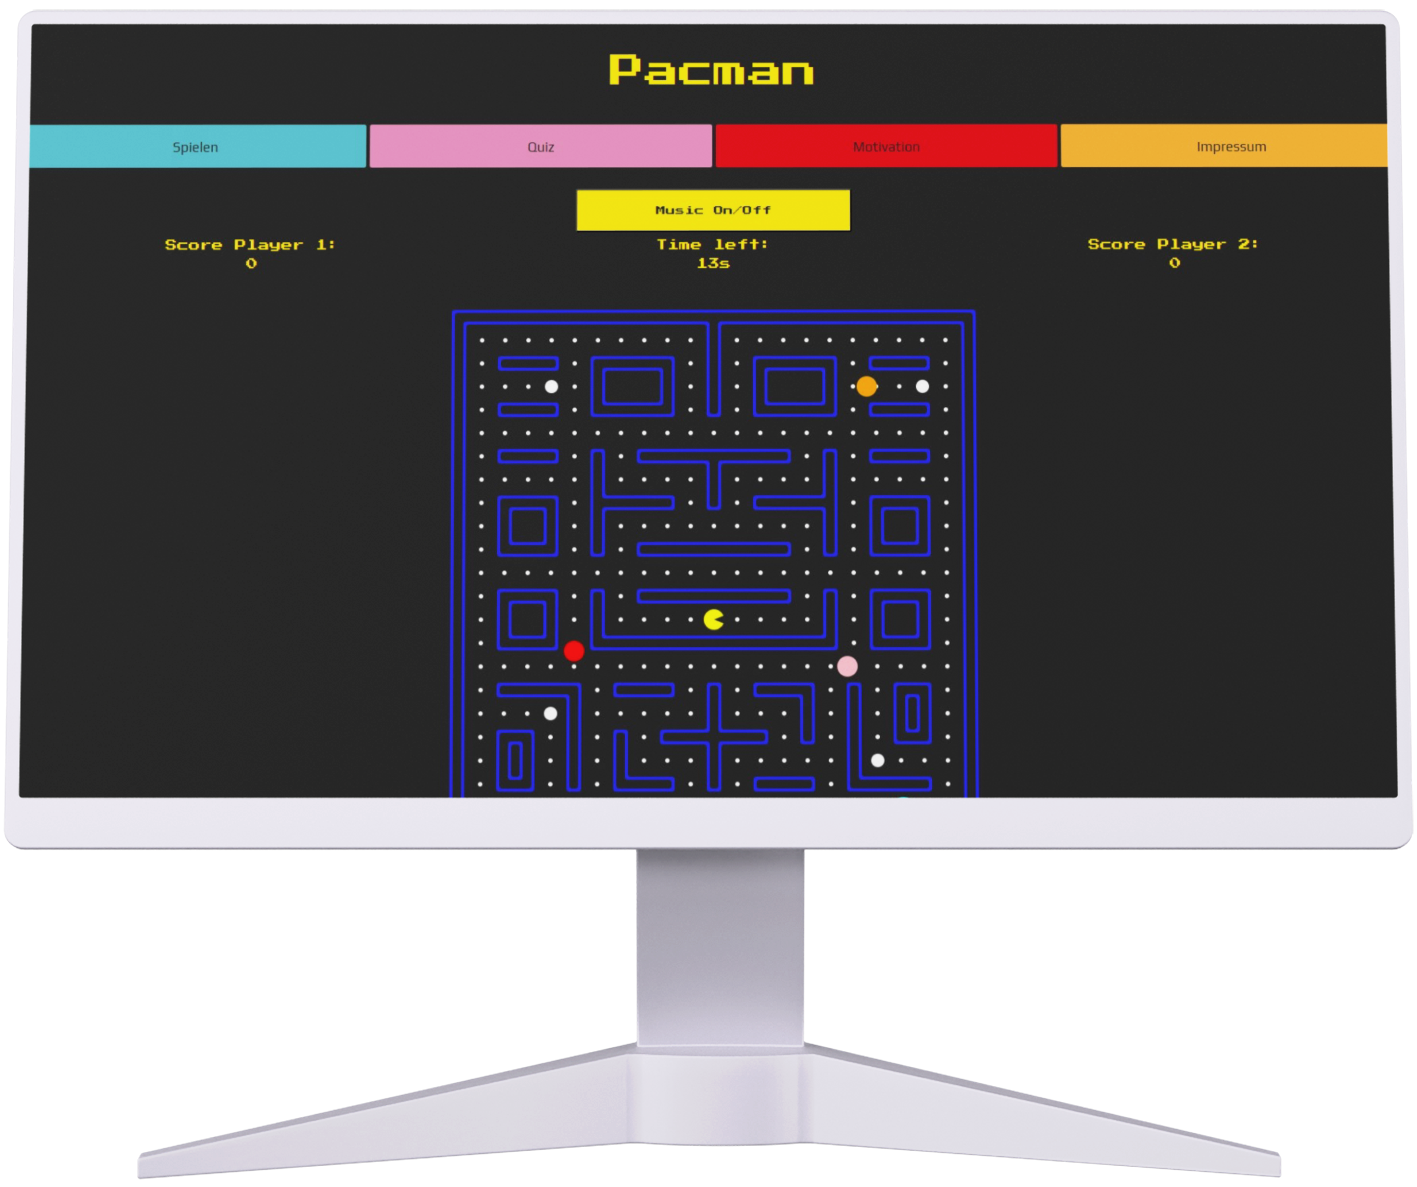 Pacman
Spielen
Quiz
Motivation
Impressum
Music On/Off
Score Player 1:
0
Time left:
13s
Score Player 2:
0